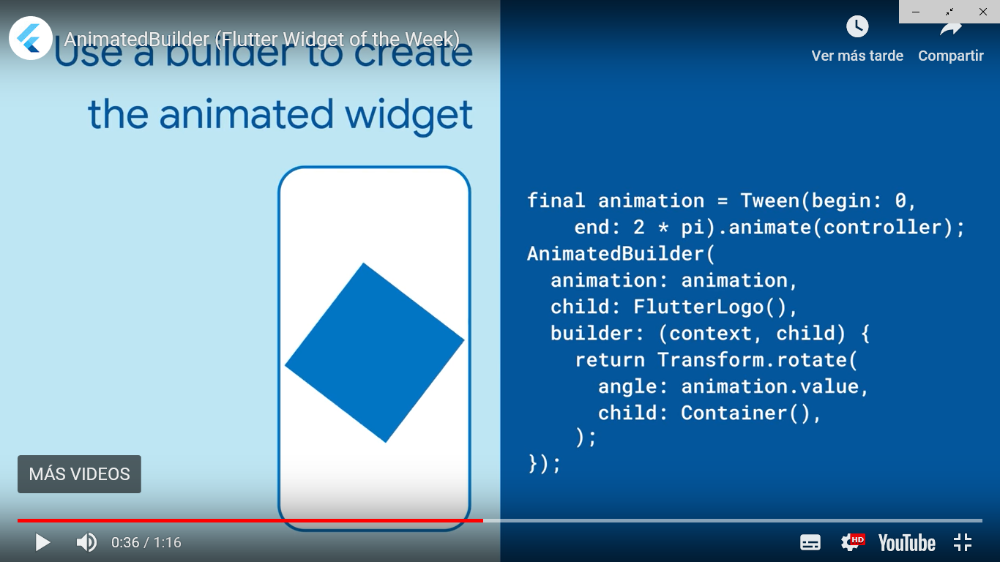 AnimatedBuilder (Flutter Widget of the Week)
Use a builder to create
the animated widget
Ver más tarde
Compartir
final animation = Tween(begin: 0,
    end: 2 * pi).animate(controller);
AnimatedBuilder(
  animation: animation,
  child: FlutterLogo(),
  builder: (context, child) {
    return Transform.rotate(
      angle: animation.value,
      child: Container(),
    );
});
MÁS VIDEOS
0:36 / 1:16
HD
YouTube